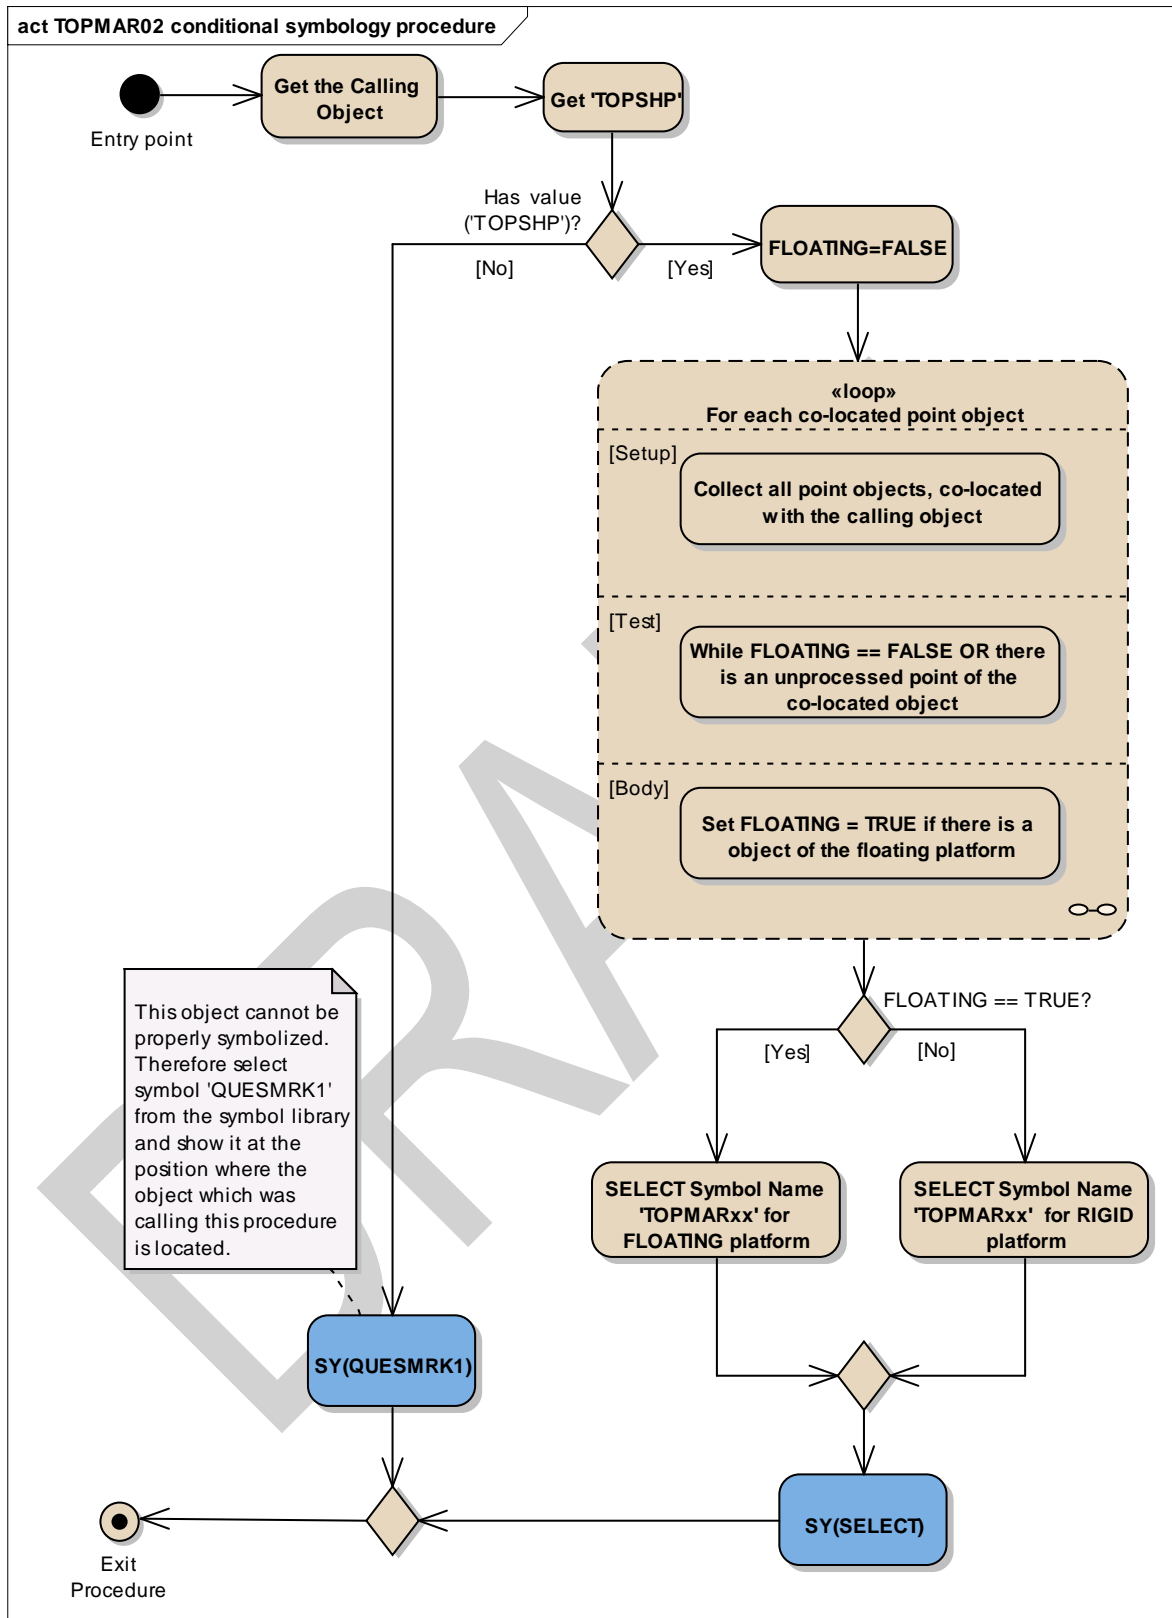 act TOPMAR02 conditional symbology procedure
Get the Calling
Object
Get 'TOPSHP'
Entry point
Has value
('TOPSHP')?
[No]
[Yes]
FLOATING=FALSE
«loop»
For each co-located point object
[Setup]
Collect all point objects, co-located
with the calling object
[Test]
While FLOATING == FALSE OR there
is an unprocessed point of the
co-located object
[Body]
Set FLOATING = TRUE if there is a
object of the floating platform
FLOATING == TRUE?
[Yes]
[No]
This object cannot be
properly symbolized.
Therefore select
symbol 'QUESMRK1'
from the symbol library
and show it at the
position where the
object which was
calling this procedure
is located.
SELECT Symbol Name
'TOPMARxx' for
FLOATING platform
SELECT Symbol Name
'TOPMARxx' for RIGID
platform
SY(QUESMRK1)
SY(SELECT)
Exit
Procedure
DRA